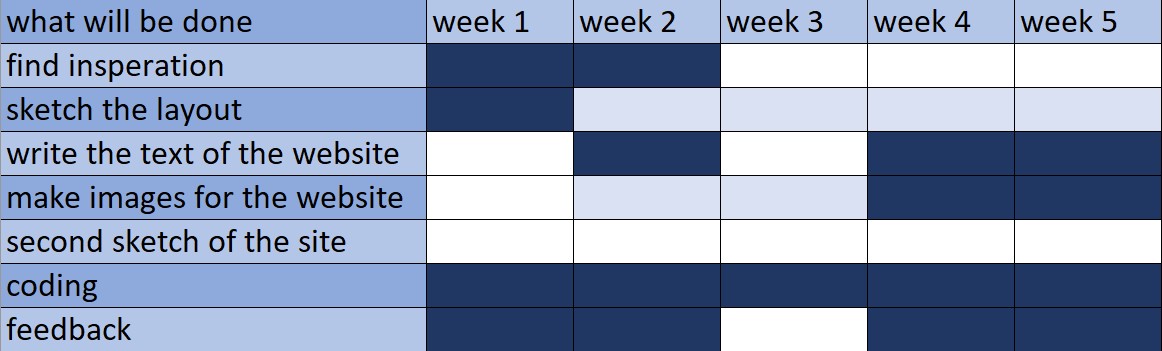 what will be done week 1 week 2 week 3 week 4 week 5
find insperation
sketch the layout
write the text of the website
make images for the website
second sketch of the site
coding
feedback